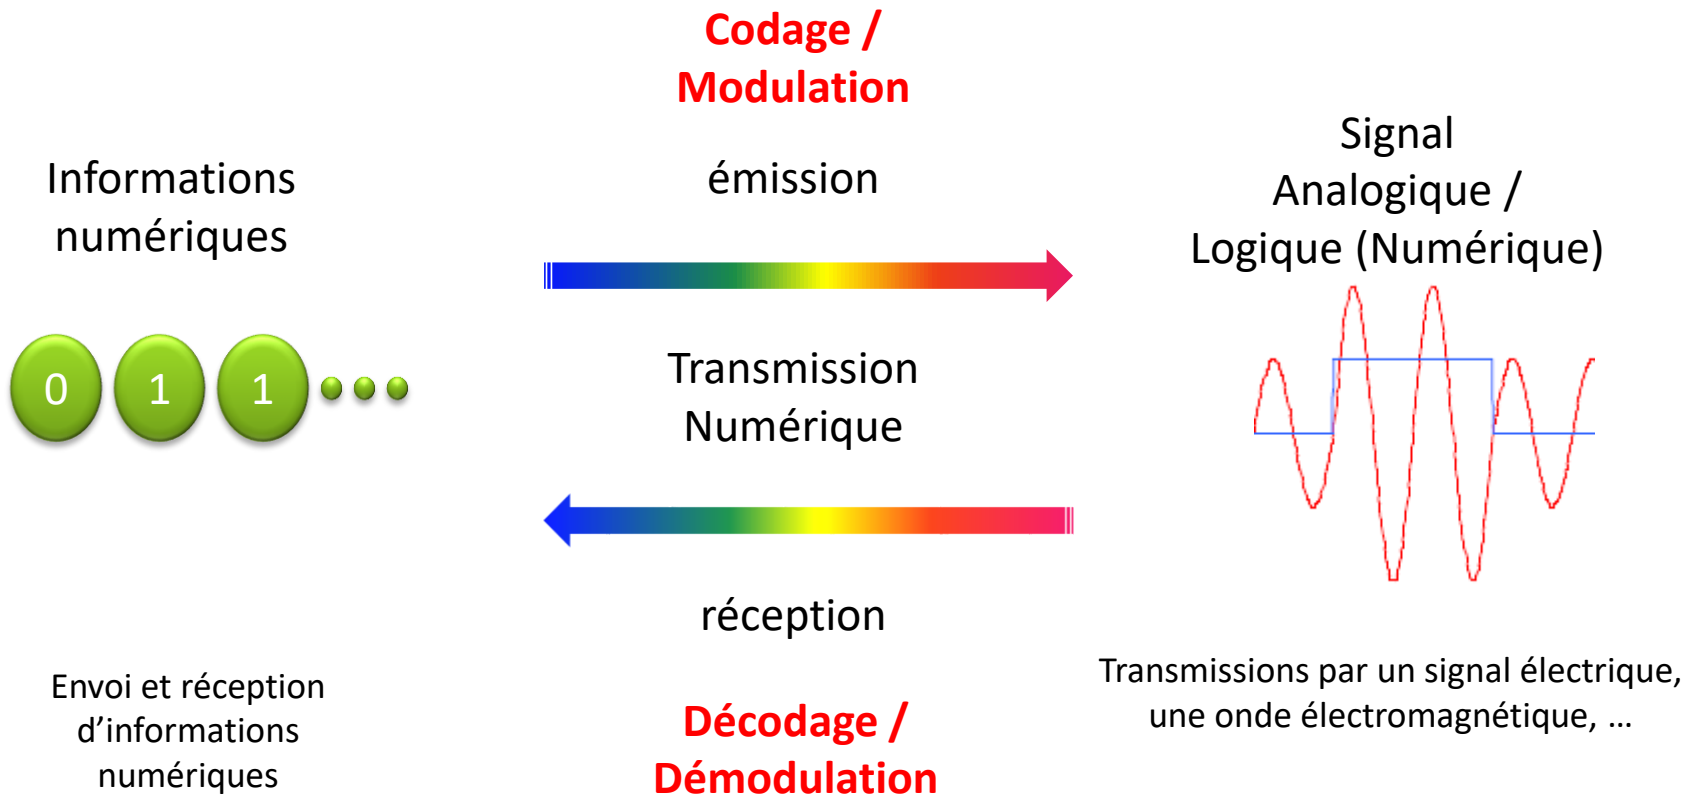 Codage /
Modulation
Informations
numériques
émission
Signal
Analogique /
Logique (Numérique)
0 1 1
Transmission
Numérique
réception
Envoi et réception
d’informations
numériques
Décodage /
Démodulation
Transmissions par un signal électrique,
une onde électromagnétique, ...